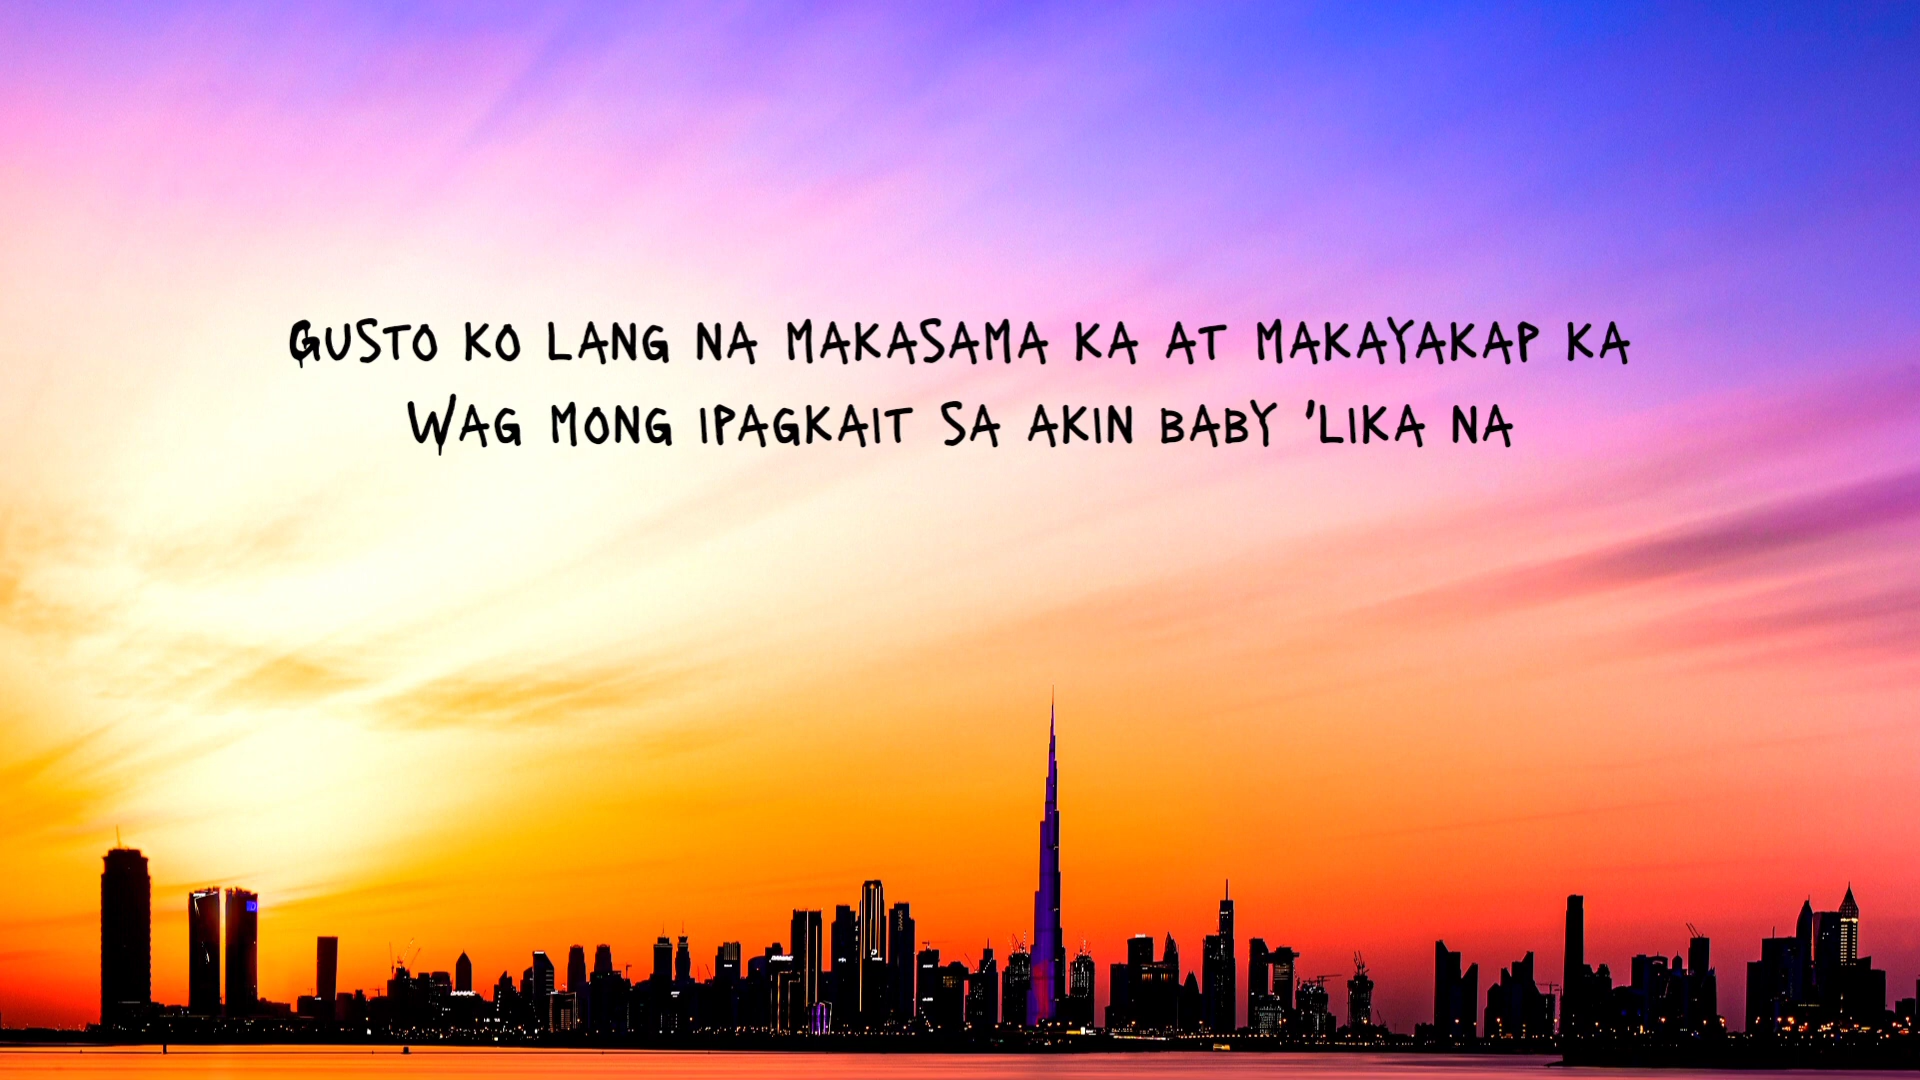 Gusto ko lang na makasama ka at makayakap ka
Wag mong ipagkait sa akin baby 'lika na